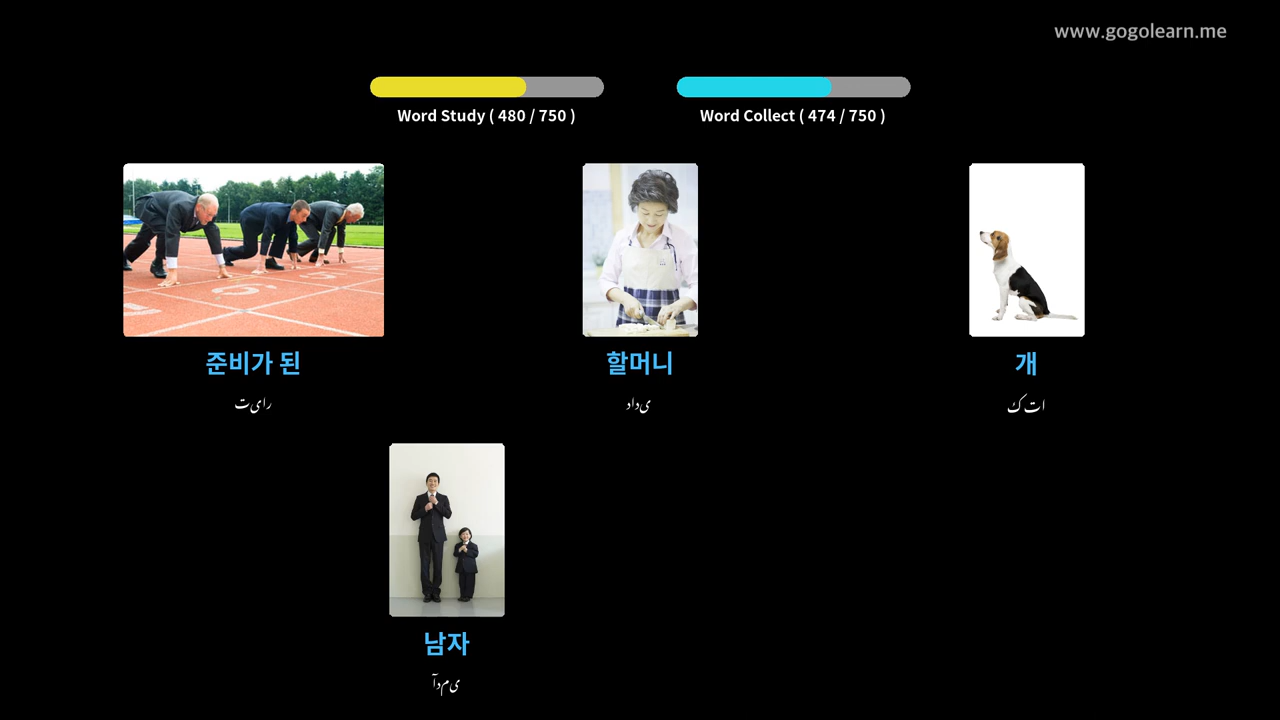 www.gogolearn.me
Word Study ( 480 / 750 )
Word Collect ( 474 / 750 )
준비가 된
تیار
할머니
دادی
개
کتا
남자
آدمی